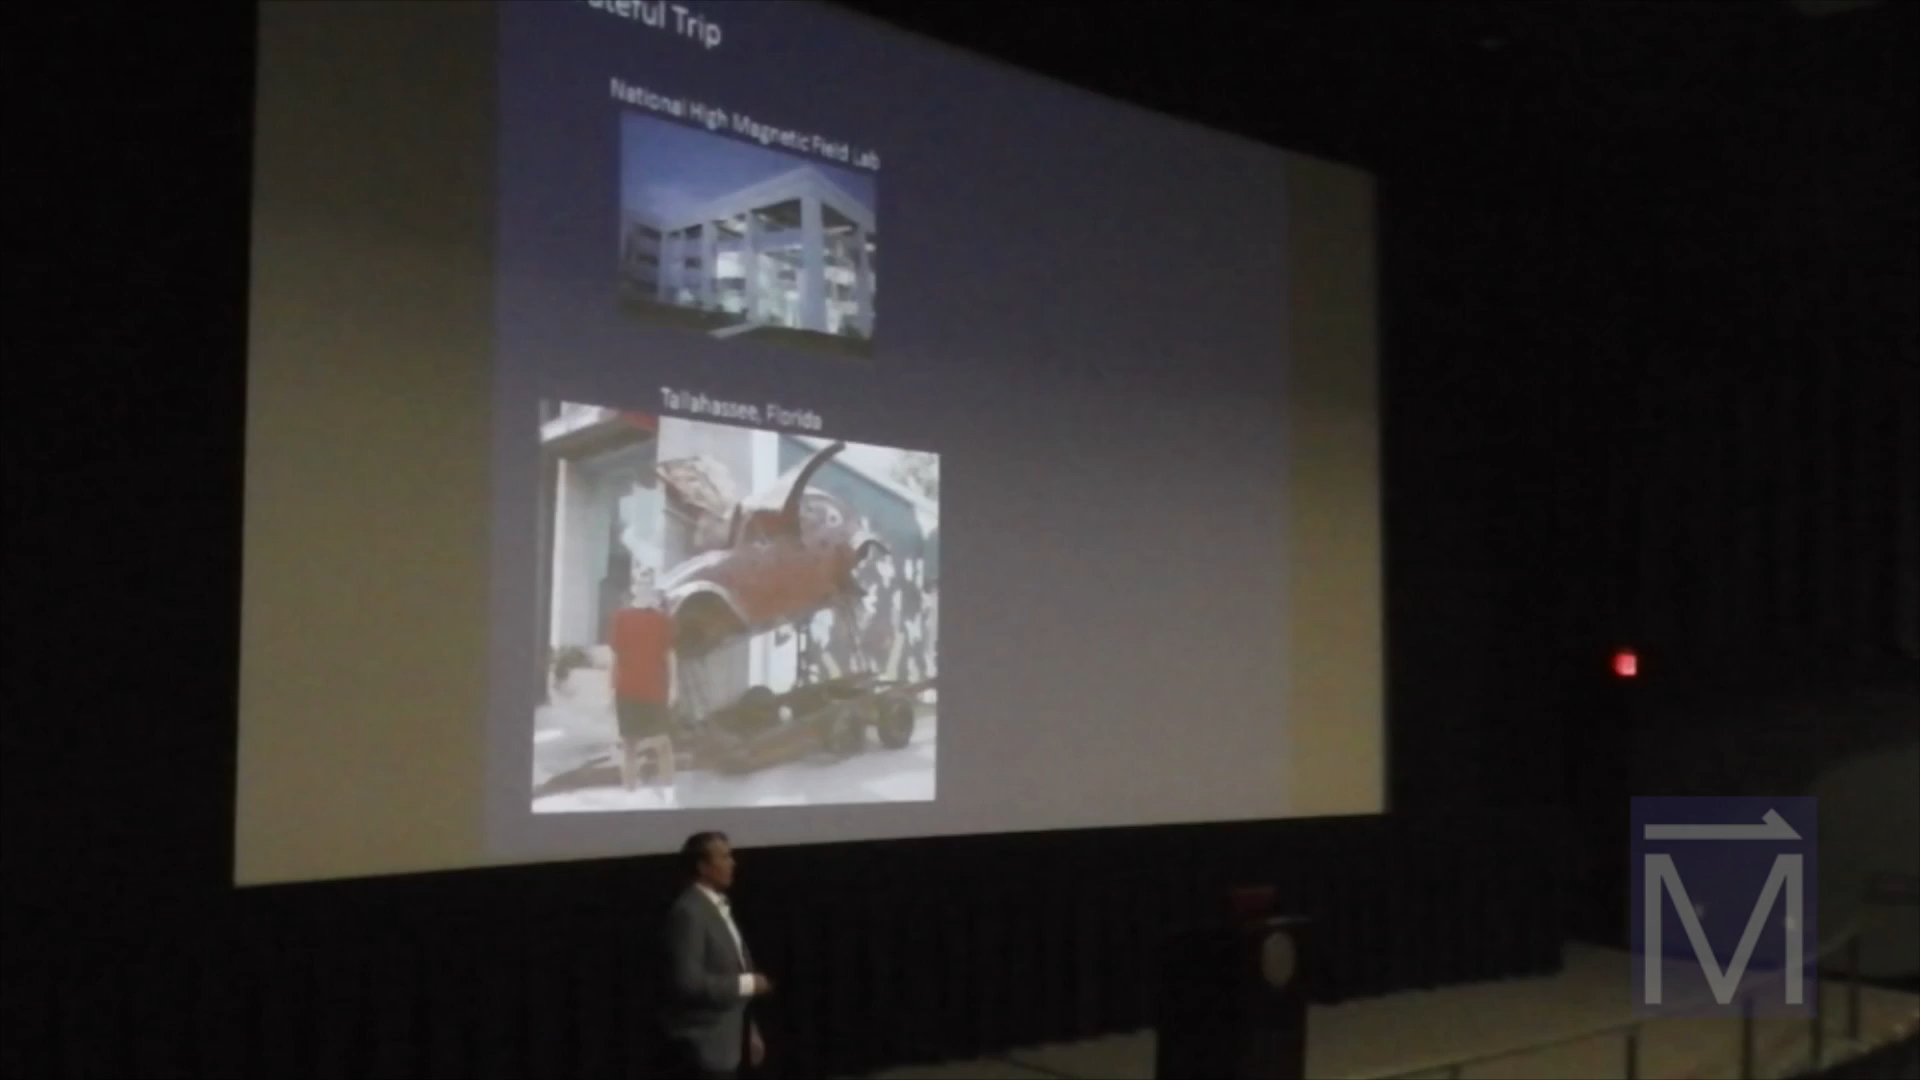 Trip
National High Magnetic Field Lab
Tallahassee, Florida
M